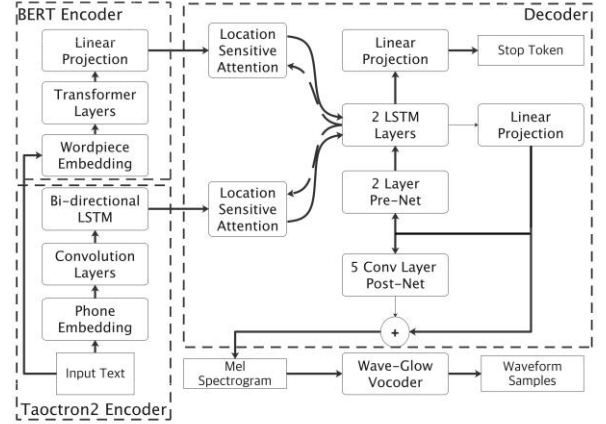 BERT Encoder
Linear
Projection
Transformer
Layers
Wordpiece
Embedding
Bi-directional
LSTM
Convolution
Layers
Phone
Embedding
Input Text
Taoctron2 Encoder
Decoder
Location
Sensitive
Attention
Linear
Projection
Stop Token
2 LSTM
Layers
Linear
Projection
Location
Sensitive
Attention
2 Layer
Pre-Net
5 Conv Layer
Post-Net
+
Mel
Spectrogram
Wave-Glow
Vocoder
Waveform
Samples